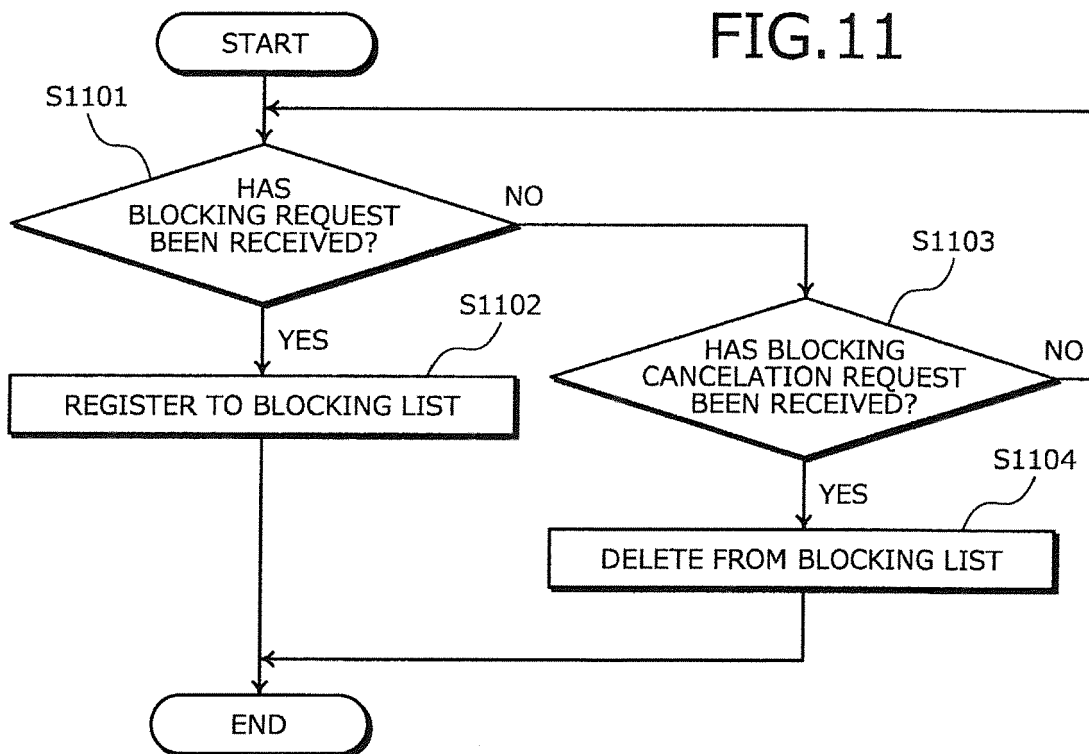 FIG.11
START
S1101
HAS
BLOCKING REQUEST
BEEN RECEIVED?
NO
YES
S1102
REGISTER TO BLOCKING LIST
S1103
HAS BLOCKING
CANCELATION REQUEST
BEEN RECEIVED?
NO
YES
S1104
DELETE FROM BLOCKING LIST
END